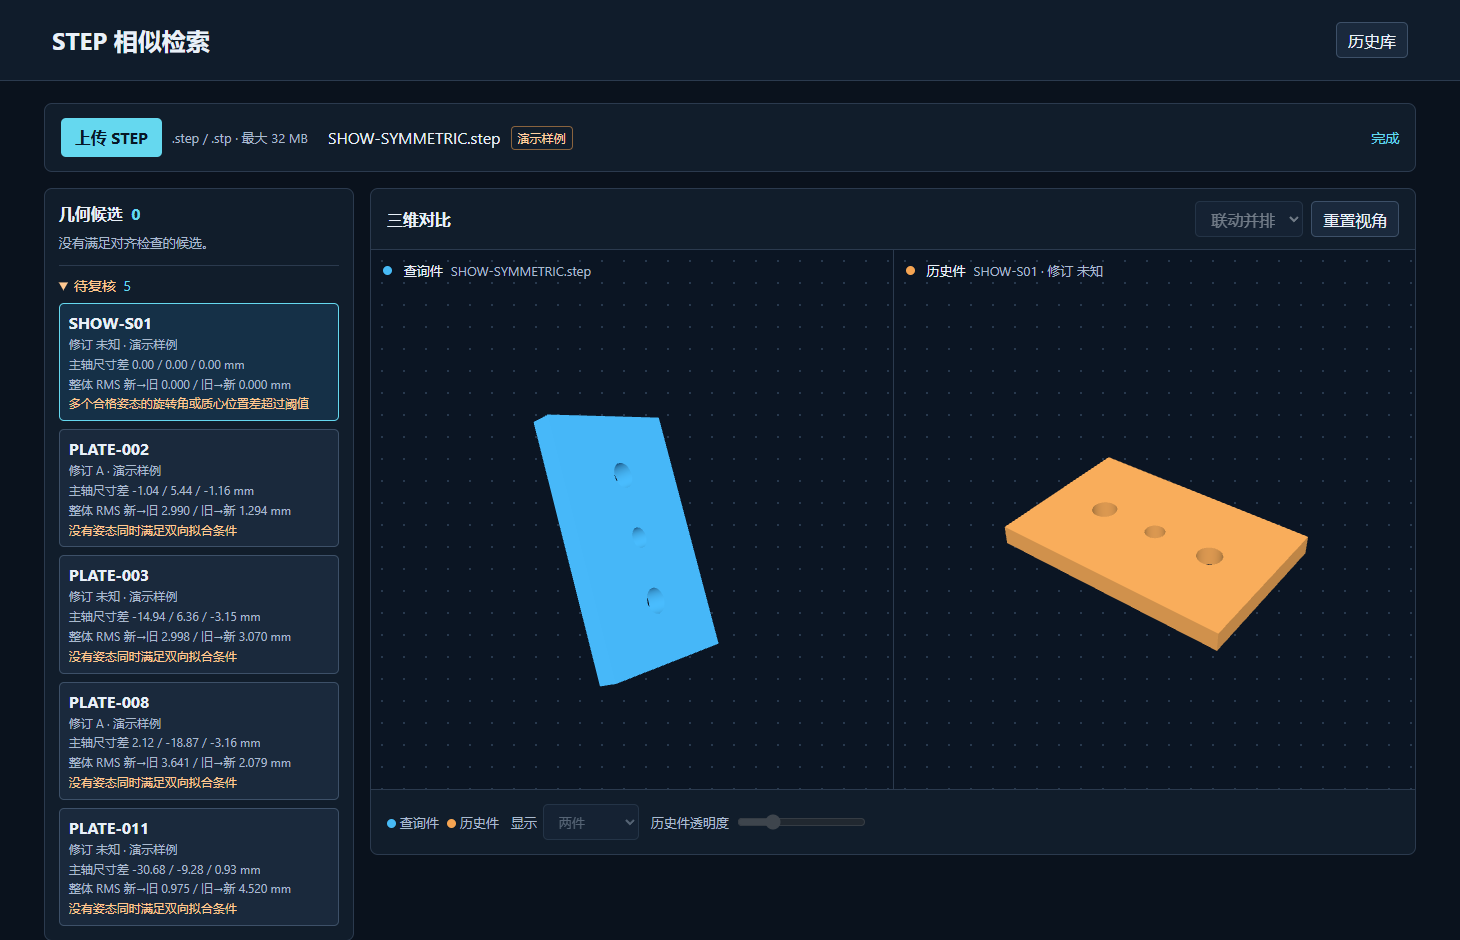 STEP 相似检索
历史库
上传 STEP .step / .stp · 最大 32 MB SHOW-SYMMETRIC.step 演示样例 完成
几何候选 0
没有满足对齐检查的候选。
▼ 待复核 5
SHOW-S01
修订 未知 · 演示样例
主轴尺寸差 0.00 / 0.00 / 0.00 mm
整体 RMS 新→旧 0.000 / 旧→新 0.000 mm
多个合格姿态的旋转角或质心位置差超过阈值
PLATE-002
修订 A · 演示样例
主轴尺寸差 -1.04 / 5.44 / -1.16 mm
整体 RMS 新→旧 2.990 / 旧→新 1.294 mm
没有姿态同时满足双向拟合条件
PLATE-003
修订 未知 · 演示样例
主轴尺寸差 -14.94 / 6.36 / -3.15 mm
整体 RMS 新→旧 2.998 / 旧→新 3.070 mm
没有姿态同时满足双向拟合条件
PLATE-008
修订 A · 演示样例
主轴尺寸差 2.12 / -18.87 / -3.16 mm
整体 RMS 新→旧 3.641 / 旧→新 2.079 mm
没有姿态同时满足双向拟合条件
PLATE-011
修订 未知 · 演示样例
主轴尺寸差 -30.68 / -9.28 / 0.93 mm
整体 RMS 新→旧 0.975 / 旧→新 4.520 mm
没有姿态同时满足双向拟合条件
三维对比 联动并排 重置视角
查询件 SHOW-SYMMETRIC.step
历史件 SHOW-S01 · 修订 未知
查询件 历史件 显示 两件 历史件透明度